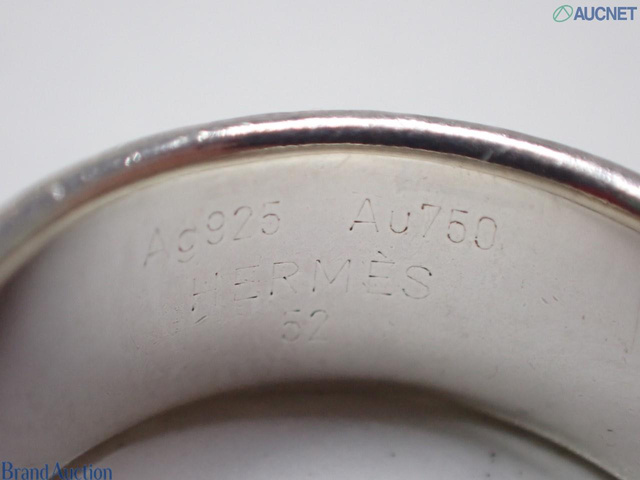 AUCNET
Ag925 Au750
HERMÈS
52
Brand Auction